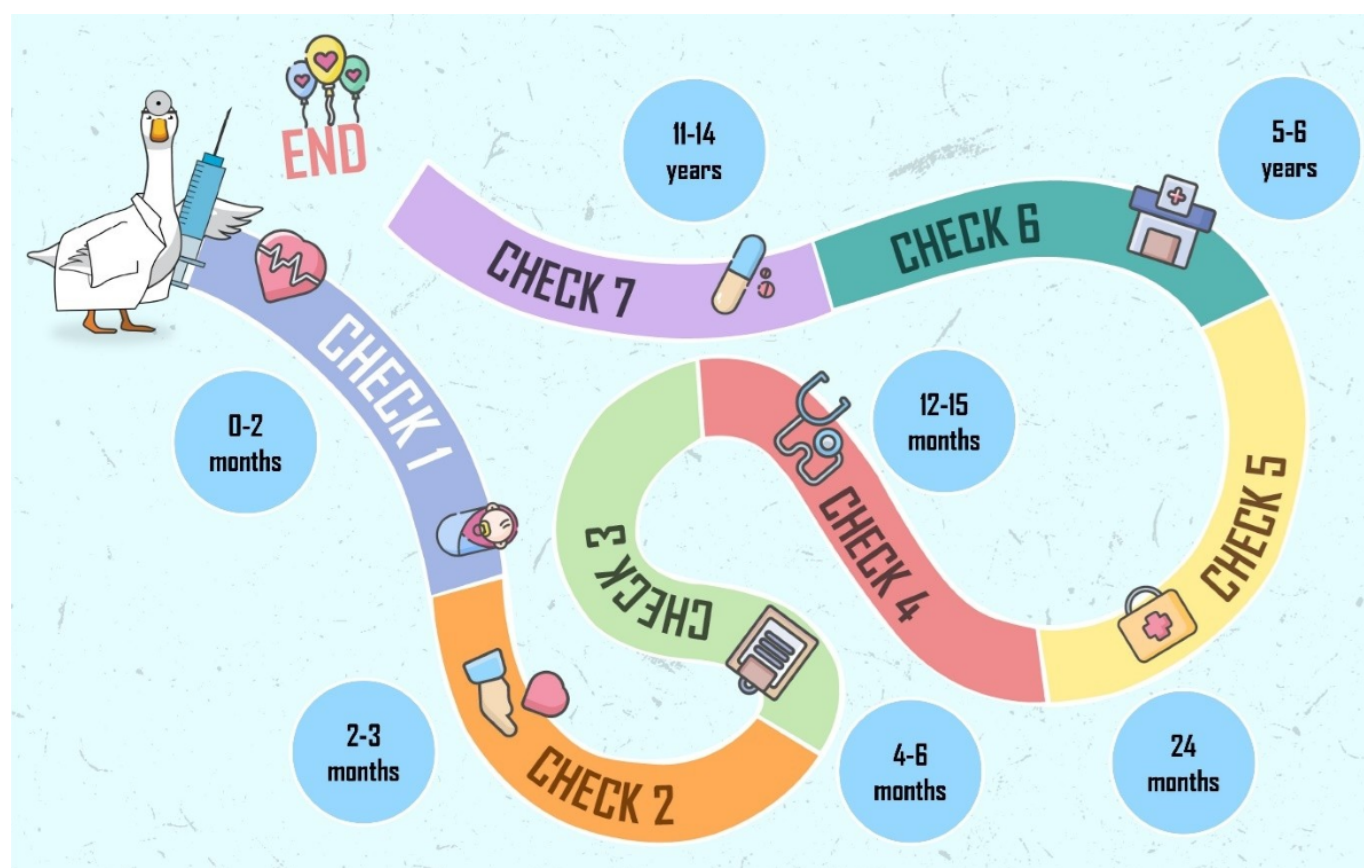 END
11-14
years
5-6
years
CHECK 6
CHECK 7
CHECK 1
0-2
months
12-15
months
CHECK 3
CHECK 4
CHECK 5
2-3
months
CHECK 2
4-6
months
24
months